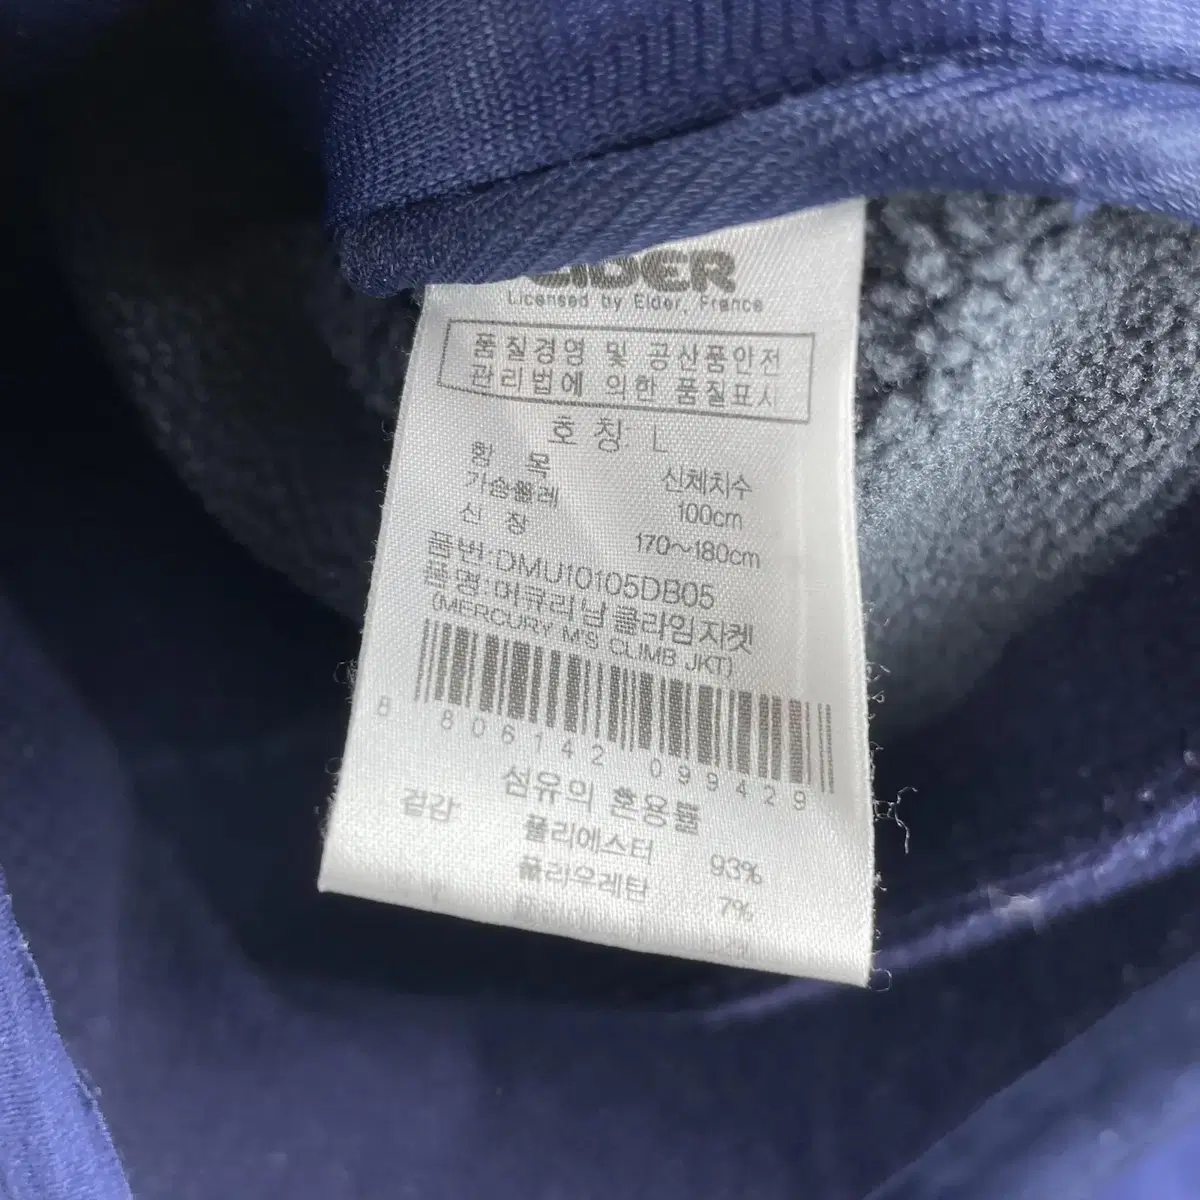 EIDER
Licensed by Eider, France
품질경영 및 공산품안전
관리법에 의한 품질표시
호 칭 L
항 목 신체치수
가슴둘레 100cm
신 장 170~180cm
품번:DMU10105DB05
품명:머큐리남클라임자켓
(MERCURY M'S CLIMB JKT)
8 806142 099429
섬유의 혼용률
겉감 폴리에스터 93%
폴리우레탄 7%